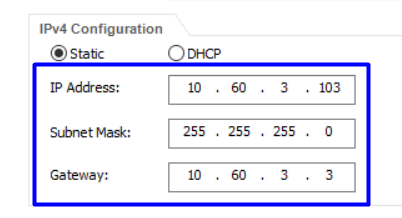 IPv4 Configuration
Static DHCP
IP Address: 10 . 60 . 3 . 103
Subnet Mask: 255 . 255 . 255 . 0
Gateway: 10 . 60 . 3 . 3